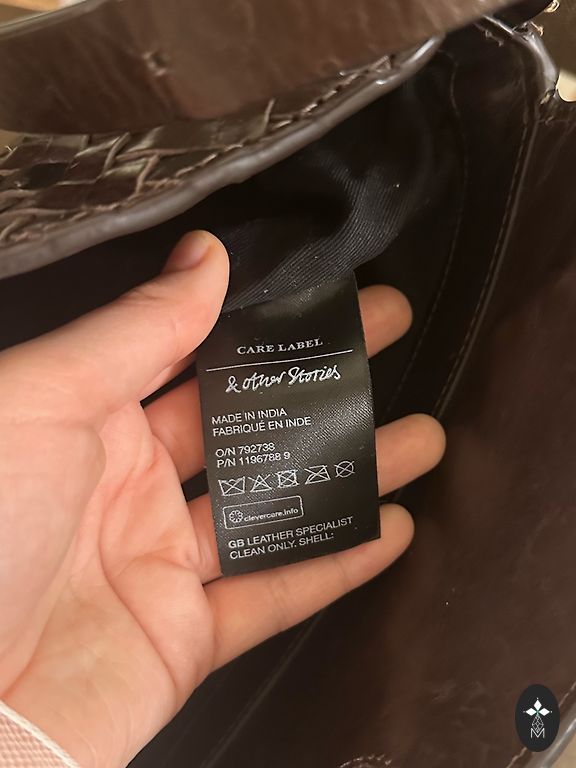 CARE LABEL
& other Stories
MADE IN INDIA
FABRIQUÉ EN INDE
O/N 792738
P/N 1196788 9
clevercare.info
GB LEATHER SPECIALIST
CLEAN ONLY. SHELL:
M